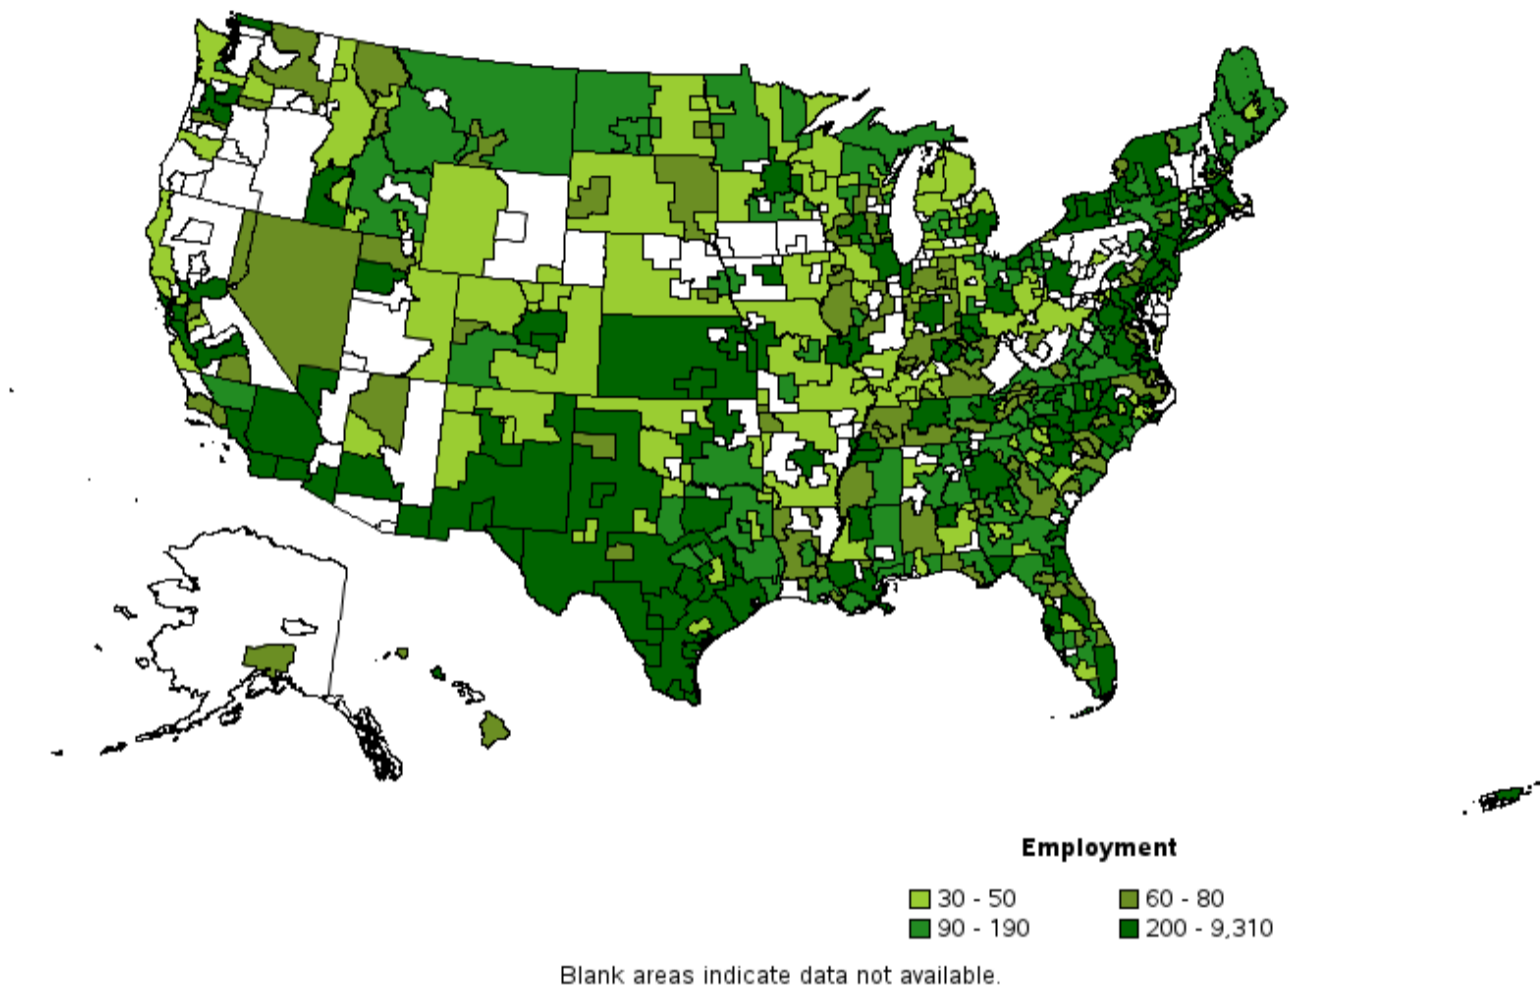 Employment
30 - 50
60 - 80
90 - 190
200 - 9,310
Blank areas indicate data not available.